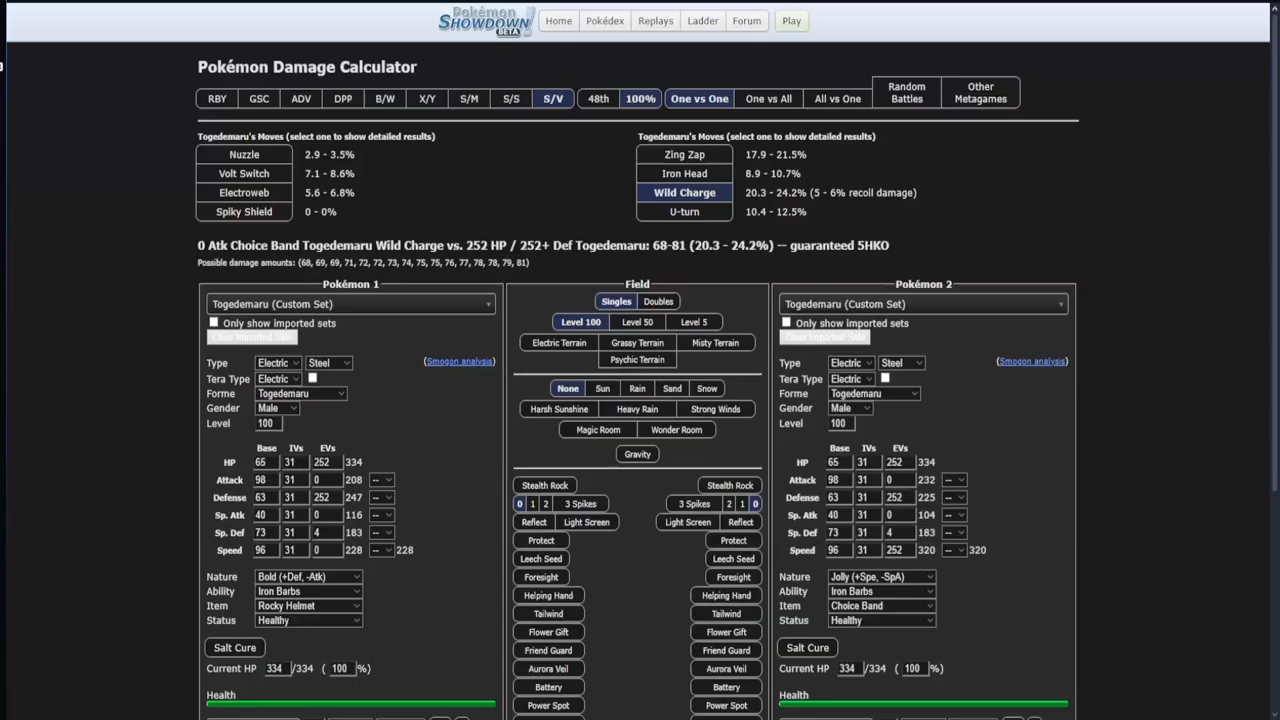 Pokémon
SHOWDOWN!
BETA
Home Pokédex Replays Ladder Forum Play
Pokémon Damage Calculator
RBY GSC ADV DPP B/W X/Y S/M S/S S/V 48th 100% One vs One One vs All All vs One Random Battles Other Metagames
Togedemaru's Moves (select one to show detailed results) Togedemaru's Moves (select one to show detailed results)
Nuzzle 2.9 - 3.5% Zing Zap 17.9 - 21.5%
Volt Switch 7.1 - 8.6% Iron Head 8.9 - 10.7%
Electroweb 5.6 - 6.8% Wild Charge 20.3 - 24.2% (5 - 6% recoil damage)
Spiky Shield 0 - 0% U-turn 10.4 - 12.5%
0 Atk Choice Band Togedemaru Wild Charge vs. 252 HP / 252+ Def Togedemaru: 68-81 (20.3 - 24.2%) -- guaranteed 5HKO
Possible damage amounts: (68, 69, 69, 71, 72, 72, 73, 74, 75, 75, 76, 77, 78, 78, 79, 81)
Pokémon 1
Togedemaru (Custom Set)
Only show imported sets
Clear Imported Sets
Type Electric Steel (Smogon analysis)
Tera Type Electric
Forme Togedemaru
Gender Male
Level 100
Base IVs EVs
HP 65 31 252 334
Attack 98 31 0 208 --
Defense 63 31 252 247 --
Sp. Atk 40 31 0 116 --
Sp. Def 73 31 4 183 --
Speed 96 31 0 228 -- 228
Nature Bold (+Def, -Atk)
Ability Iron Barbs
Item Rocky Helmet
Status Healthy
Salt Cure
Current HP 334 /334 ( 100 %)
Health
Field
Singles Doubles
Level 100 Level 50 Level 5
Electric Terrain Grassy Terrain Misty Terrain
Psychic Terrain
None Sun Rain Sand Snow
Harsh Sunshine Heavy Rain Strong Winds
Magic Room Wonder Room
Gravity
Stealth Rock Stealth Rock
0 1 2 3 Spikes 3 Spikes 2 1 0
Reflect Light Screen Light Screen Reflect
Protect Protect
Leech Seed Leech Seed
Foresight Foresight
Helping Hand Helping Hand
Tailwind Tailwind
Flower Gift Flower Gift
Friend Guard Friend Guard
Aurora Veil Aurora Veil
Battery Battery
Power Spot Power Spot
Pokémon 2
Togedemaru (Custom Set)
Only show imported sets
Clear Imported Sets
Type Electric Steel (Smogon analysis)
Tera Type Electric
Forme Togedemaru
Gender Male
Level 100
Base IVs EVs
HP 65 31 252 334
Attack 98 31 0 232 --
Defense 63 31 252 225 --
Sp. Atk 40 31 0 104 --
Sp. Def 73 31 4 183 --
Speed 96 31 252 320 -- 320
Nature Jolly (+Spe, -SpA)
Ability Iron Barbs
Item Choice Band
Status Healthy
Salt Cure
Current HP 334 /334 ( 100 %)
Health